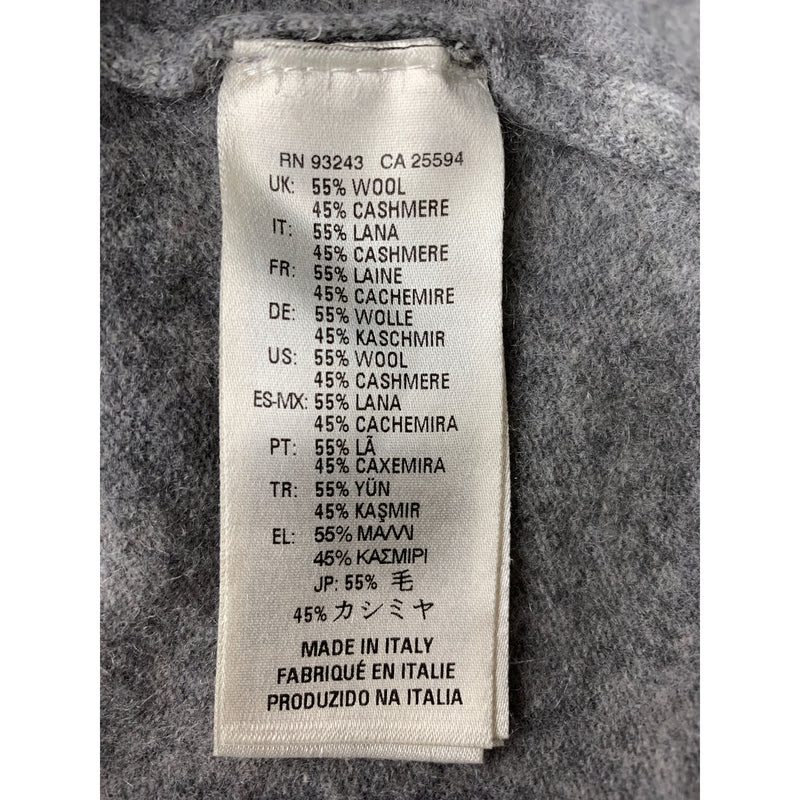 RN 93243 CA 25594
UK: 55% WOOL
45% CASHMERE
IT: 55% LANA
45% CASHMERE
FR: 55% LAINE
45% CACHEMIRE
DE: 55% WOLLE
45% KASCHMIR
US: 55% WOOL
45% CASHMERE
ES-MX: 55% LANA
45% CACHEMIRA
PT: 55% LÃ
45% CAXEMIRA
TR: 55% YÜN
45% KAŞMIR
EL: 55% ΜΑΛΛΙ
45% ΚΑΣΜΙΡΙ
JP: 55% 毛
45% カシミヤ
MADE IN ITALY
FABRIQUÉ EN ITALIE
PRODUZIDO NA ITALIA